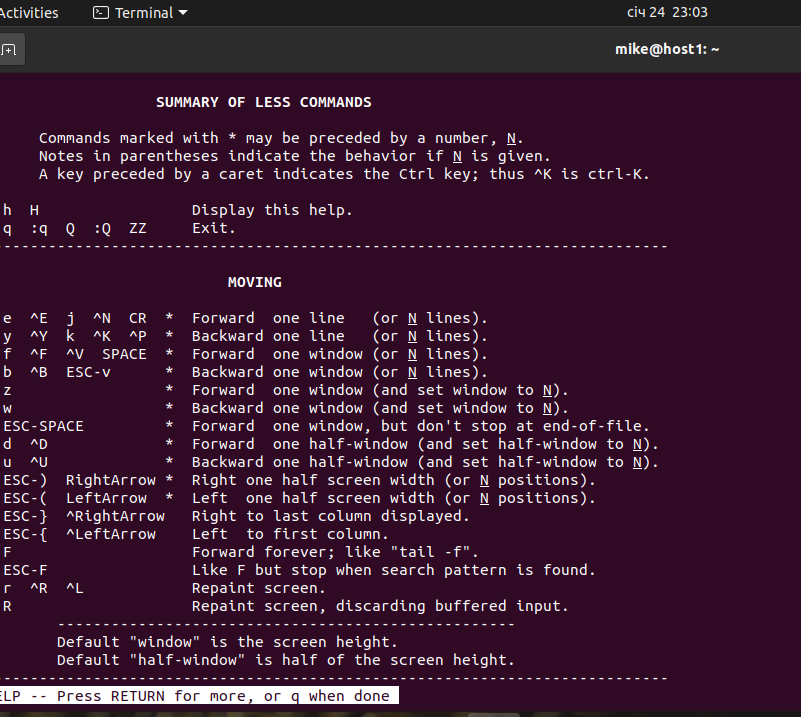 Activities Terminal січ 24 23:03
mike@host1: ~
SUMMARY OF LESS COMMANDS
Commands marked with * may be preceded by a number, N.
Notes in parentheses indicate the behavior if N is given.
A key preceded by a caret indicates the Ctrl key; thus ^K is ctrl-K.
h H Display this help.
q :q Q :Q ZZ Exit.
---------------------------------------------------------------------------
MOVING
e ^E j ^N CR * Forward one line (or N lines).
y ^Y k ^K ^P * Backward one line (or N lines).
f ^F ^V SPACE * Forward one window (or N lines).
b ^B ESC-v * Backward one window (or N lines).
z * Forward one window (and set window to N).
w * Backward one window (and set window to N).
ESC-SPACE * Forward one window, but don't stop at end-of-file.
d ^D * Forward one half-window (and set half-window to N).
u ^U * Backward one half-window (and set half-window to N).
ESC-) RightArrow * Right one half screen width (or N positions).
ESC-( LeftArrow * Left one half screen width (or N positions).
ESC-} ^RightArrow Right to last column displayed.
ESC-{ ^LeftArrow Left to first column.
F Forward forever; like "tail -f".
ESC-F Like F but stop when search pattern is found.
r ^R ^L Repaint screen.
R Repaint screen, discarding buffered input.
---------------------------------------------------
Default "window" is the screen height.
Default "half-window" is half of the screen height.
---------------------------------------------------------------------------
ELP -- Press RETURN for more, or q when done